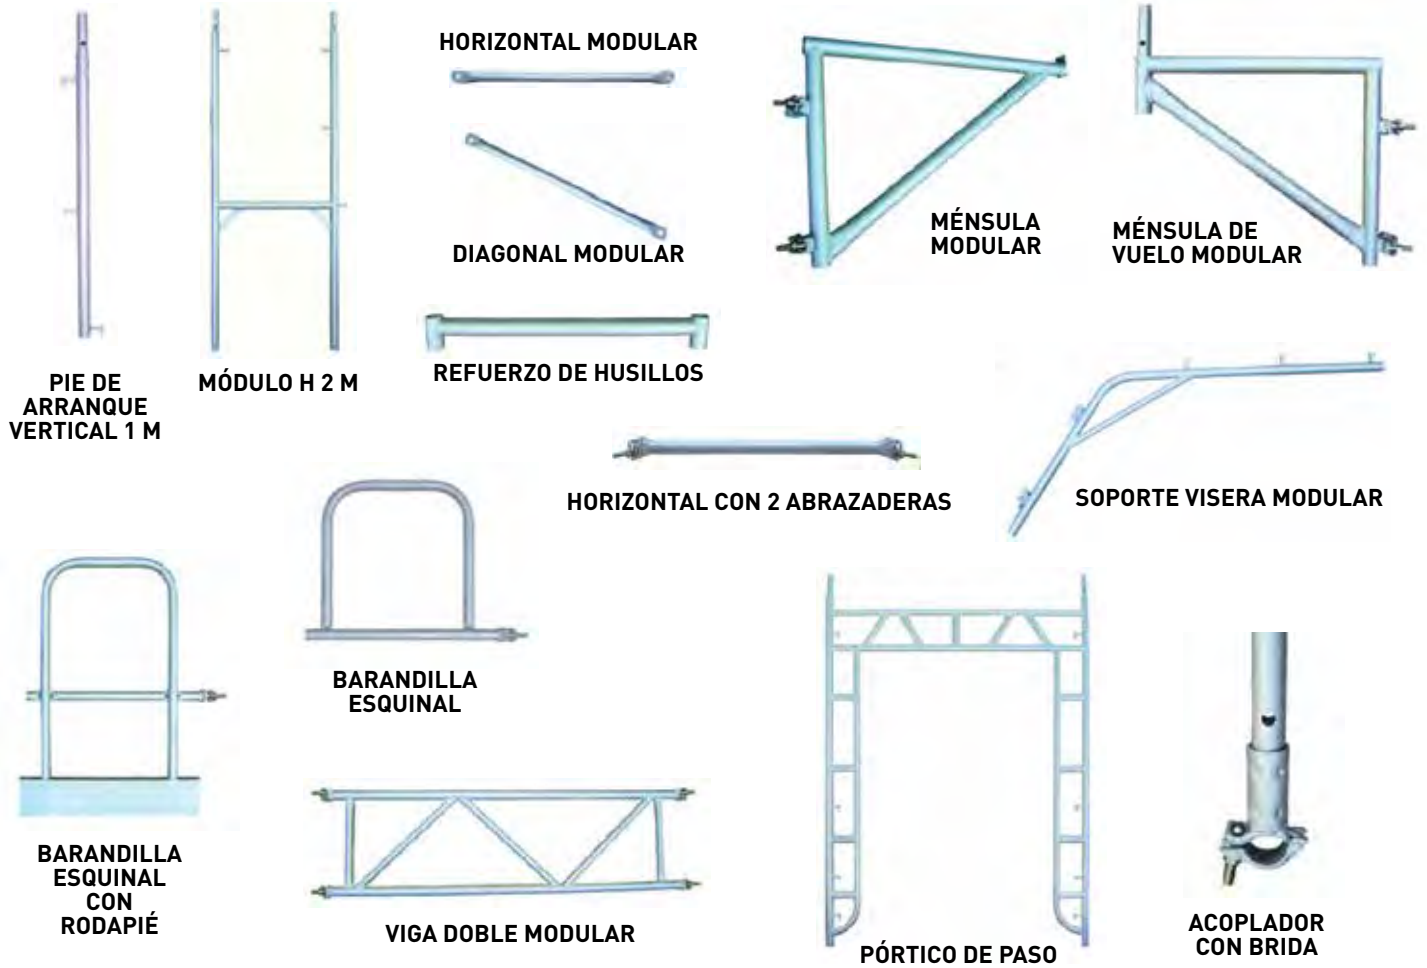 HORIZONTAL MODULAR
DIAGONAL MODULAR
MÉNSULA
MODULAR
MÉNSULA DE
VUELO MODULAR
PIE DE
ARRANQUE
VERTICAL 1 M
MÓDULO H 2 M
REFUERZO DE HUSILLOS
HORIZONTAL CON 2 ABRAZADERAS
SOPORTE VISERA MODULAR
BARANDILLA
ESQUINAL
BARANDILLA
ESQUINAL
CON
RODAPIÉ
VIGA DOBLE MODULAR
PÓRTICO DE PASO
ACOPLADOR
CON BRIDA